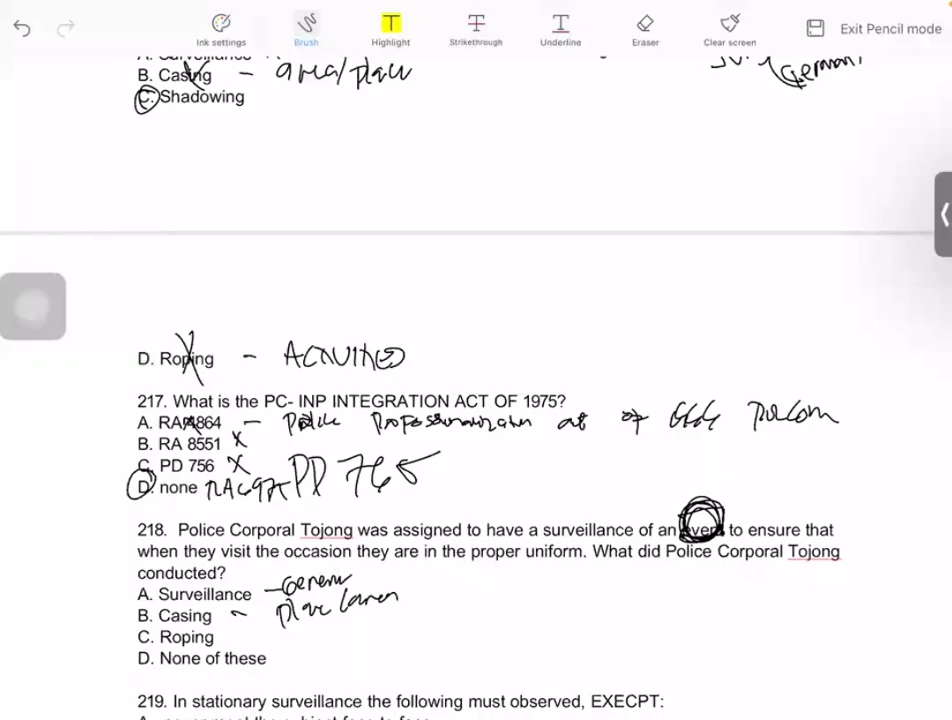 Ink settings Brush Highlight Strikethrough Underline Eraser Clear screen Exit Pencil mode
B. Casing - area/place
C. Shadowing
D. Roping - ACTIVITIES
217. What is the PC- INP INTEGRATION ACT OF 1975?
A. RA 4864 - Police Professionalization act of 1966 Polcom
B. RA 8551 x
C. PD 756 x
D. none RA 6975 PD 765
218. Police Corporal Tojong was assigned to have a surveillance of an event to ensure that
when they visit the occasion they are in the proper uniform. What did Police Corporal Tojong
conducted?
A. Surveillance - General
B. Casing - place
C. Roping
D. None of these
219. In stationary surveillance the following must observed, EXECPT: